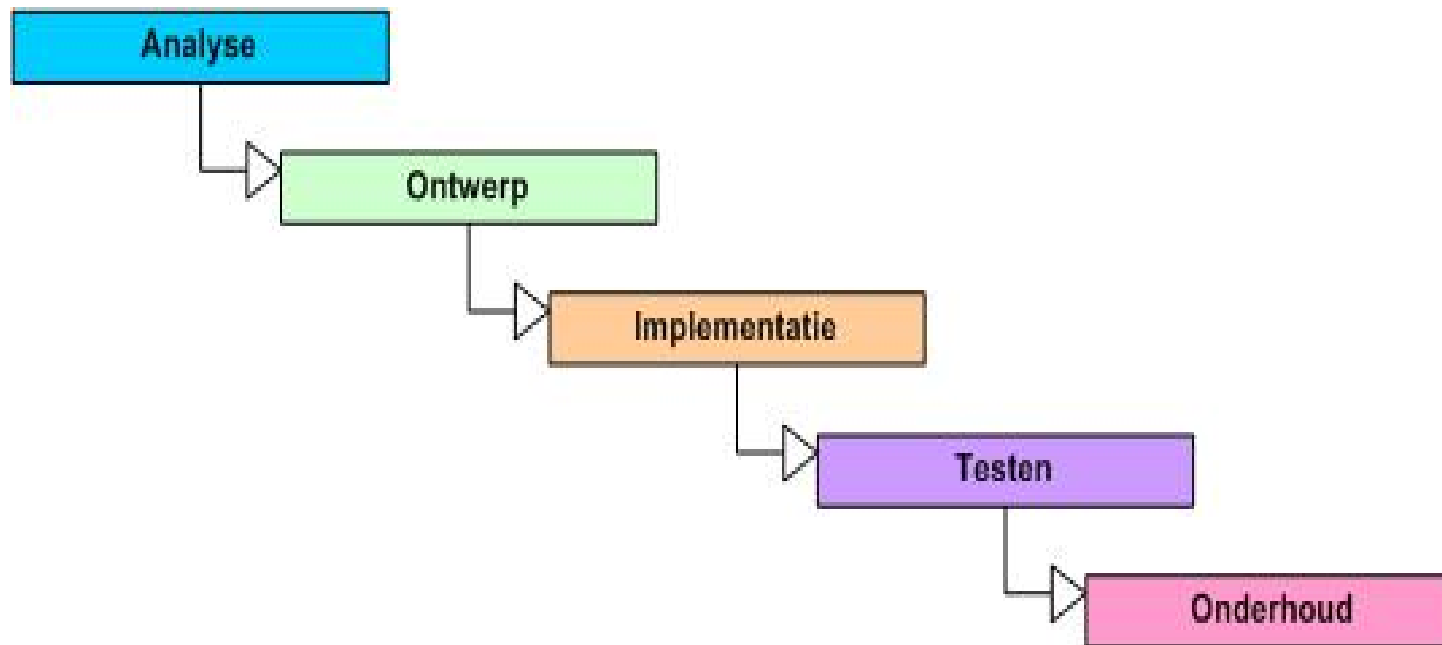 Analyse
Ontwerp
Implementatie
Testen
Onderhoud